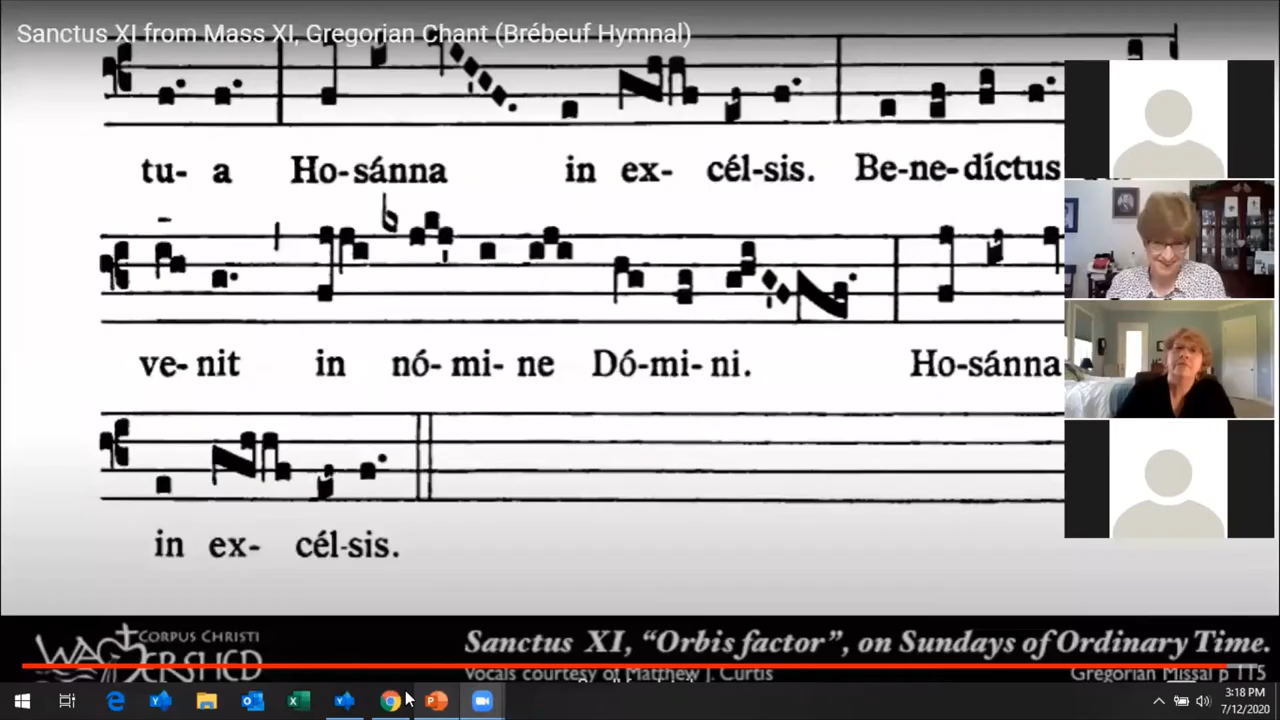 Sanctus XI from Mass XI, Gregorian Chant (Brébeuf Hymnal)
tu- a Ho-sánna in ex- cél-sis. Be-ne-díctus
ve-nit in nó-mi-ne Dó-mi-ni. Ho-sánna
in ex- cél-sis.
CORPUS CHRISTI
WATERSHED
Sanctus XI, “Orbis factor”, on Sundays of Ordinary Time.
Vocals courtesy of Matthew J. Curtis
Gregorian Missal p 115
3:18 PM
7/12/2020